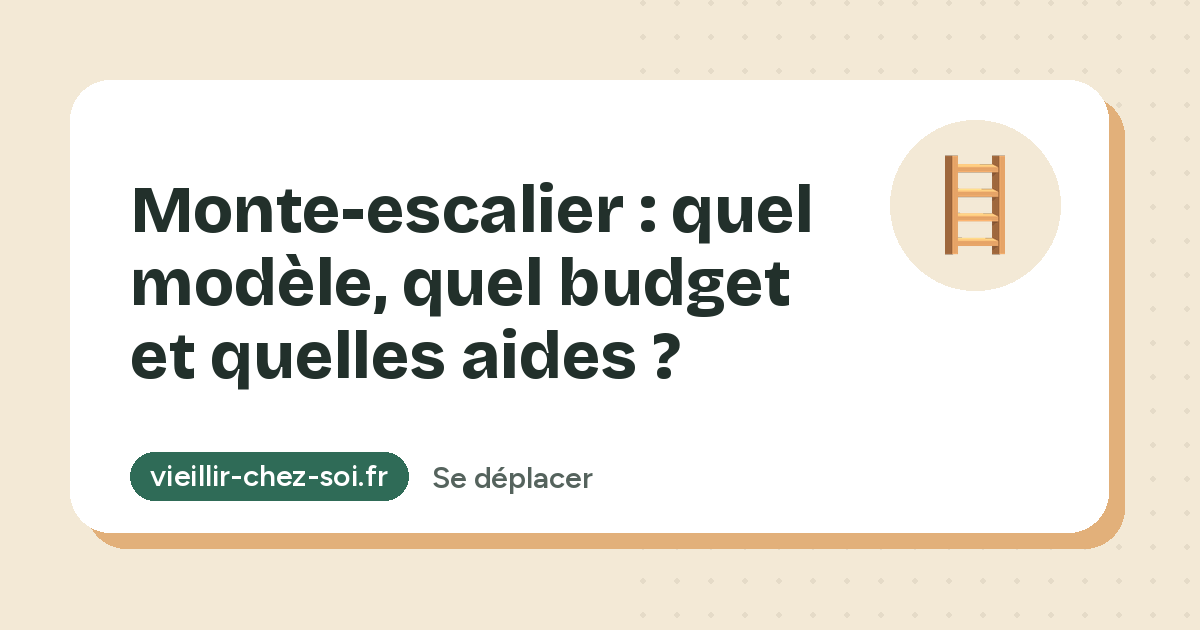 Monte-escalier : quel
modèle, quel budget
et quelles aides ?
vieillir-chez-soi.fr
Se déplacer